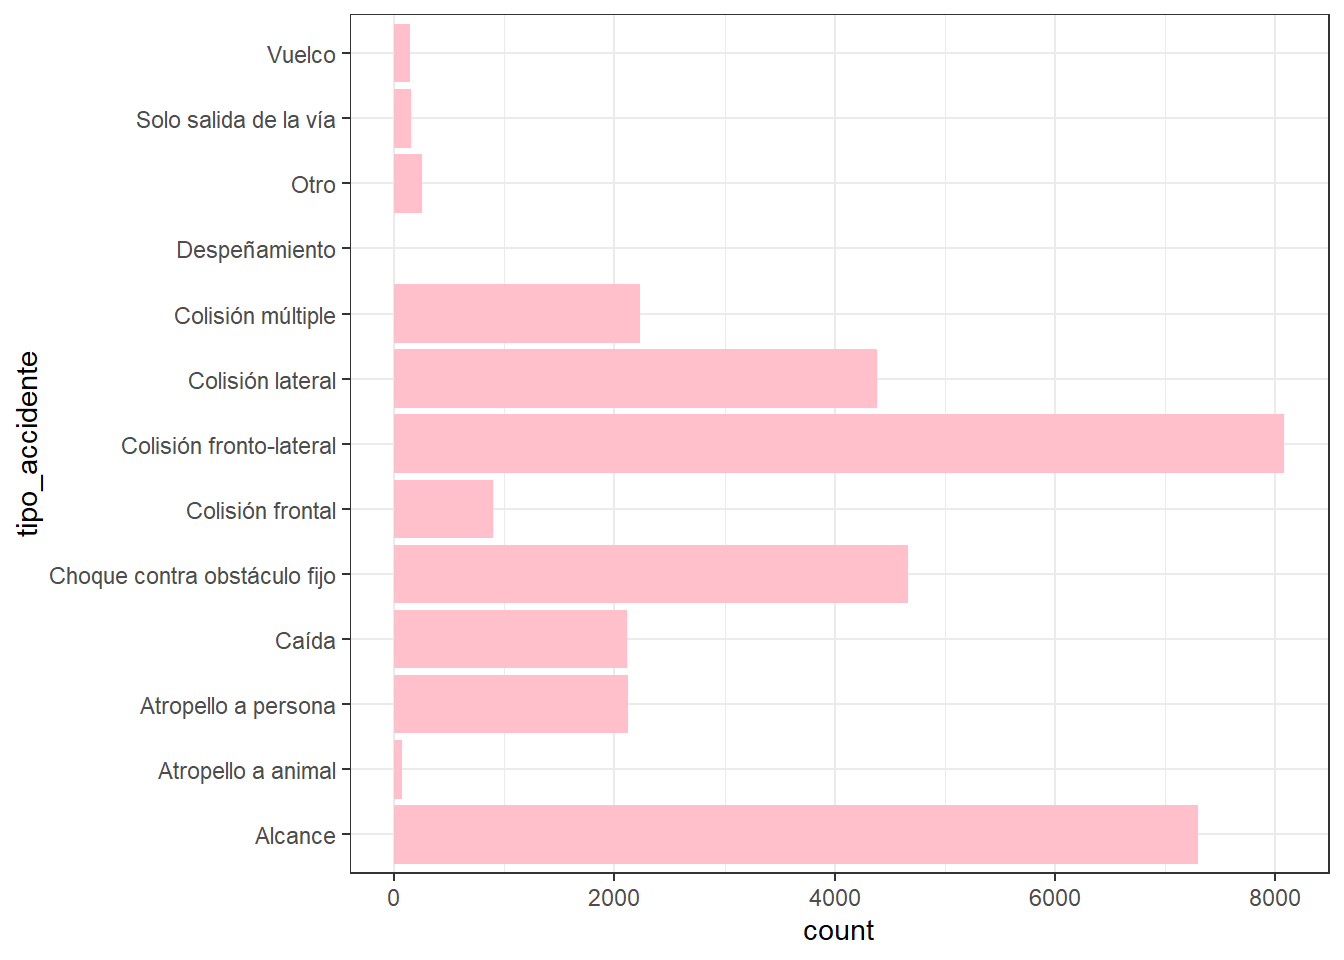 Vuelco
Solo salida de la vía
Otro
Despeñamiento
Colisión múltiple
Colisión lateral
Colisión fronto-lateral
Colisión frontal
Choque contra obstáculo fijo
Caída
Atropello a persona
Atropello a animal
Alcance
tipo_accidente
0 2000 4000 6000 8000
count